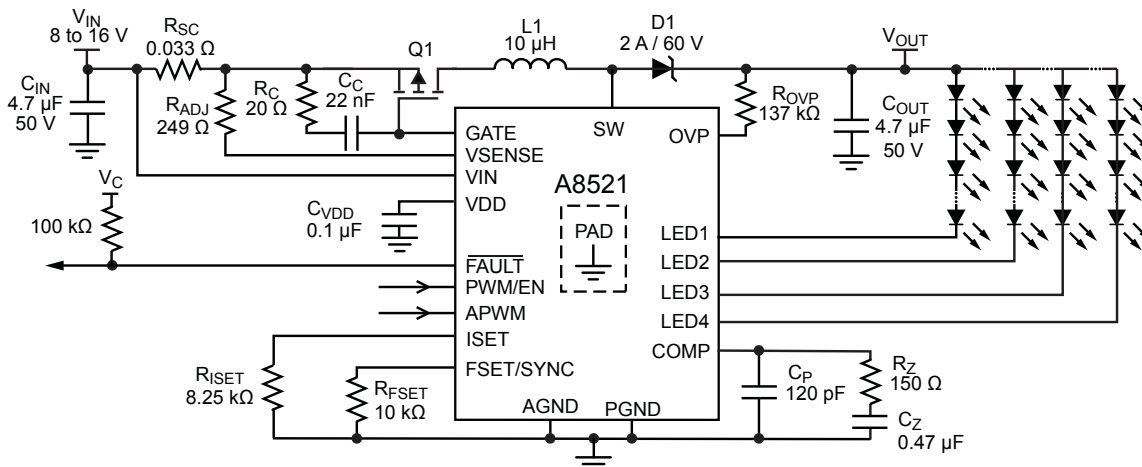 VIN
8 to 16 V
RSC
0.033 Ω
CIN
4.7 µF
50 V
RADJ
249 Ω
RC
20 Ω
CC
22 nF
Q1
L1
10 µH
D1
2 A / 60 V
VOUT
ROVP
137 kΩ
COUT
4.7 µF
50 V
GATE
VSENSE
VIN
VDD
FAULT
PWM/EN
APWM
ISET
FSET/SYNC
AGND
PGND
SW
OVP
A8521
PAD
LED1
LED2
LED3
LED4
COMP
VC
100 kΩ
CVDD
0.1 µF
RISET
8.25 kΩ
RFSET
10 kΩ
CP
120 pF
RZ
150 Ω
CZ
0.47 µF